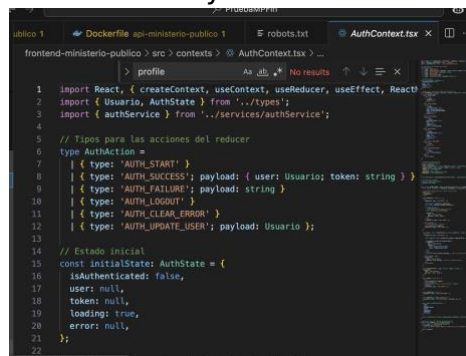 PruebaMPFin
ublico 1 Dockerfile api-ministerio-publico 1 robots.txt AuthContext.tsx
frontend-ministerio-publico > src > contexts > AuthContext.tsx > ...
> profile Aa ab .* No results
1 import React, { createContext, useContext, useReducer, useEffect, ReactN
2 import { Usuario, AuthState } from '../types';
3 import { authService } from '../services/authService';
4
5 // Tipos para las acciones del reducer
6 type AuthAction =
7 | { type: 'AUTH_START' }
8 | { type: 'AUTH_SUCCESS'; payload: { user: Usuario; token: string } }
9 | { type: 'AUTH_FAILURE'; payload: string }
10 | { type: 'AUTH_LOGOUT' }
11 | { type: 'AUTH_CLEAR_ERROR' }
12 | { type: 'AUTH_UPDATE_USER'; payload: Usuario };
13
14 // Estado inicial
15 const initialState: AuthState = {
16 isAuthenticated: false,
17 user: null,
18 token: null,
19 loading: true,
20 error: null,
21 };
22